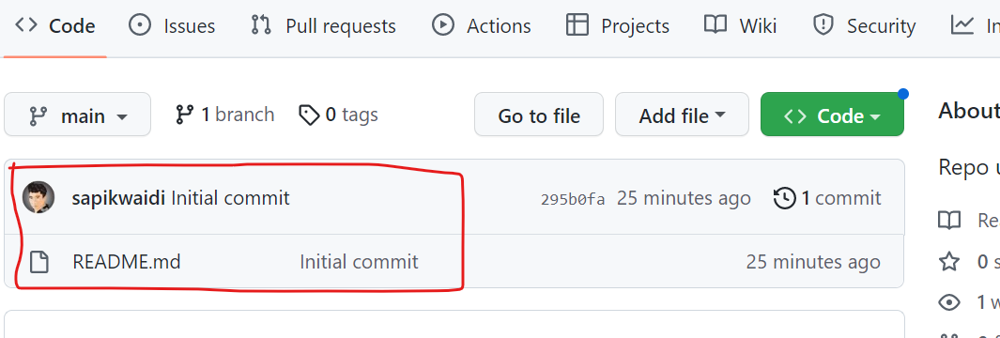 Code Issues Pull requests Actions Projects Wiki Security
main 1 branch 0 tags Go to file Add file Code About
Repo
sapikwaidi Initial commit 295b0fa 25 minutes ago 1 commit
README.md Initial commit 25 minutes ago
0
1